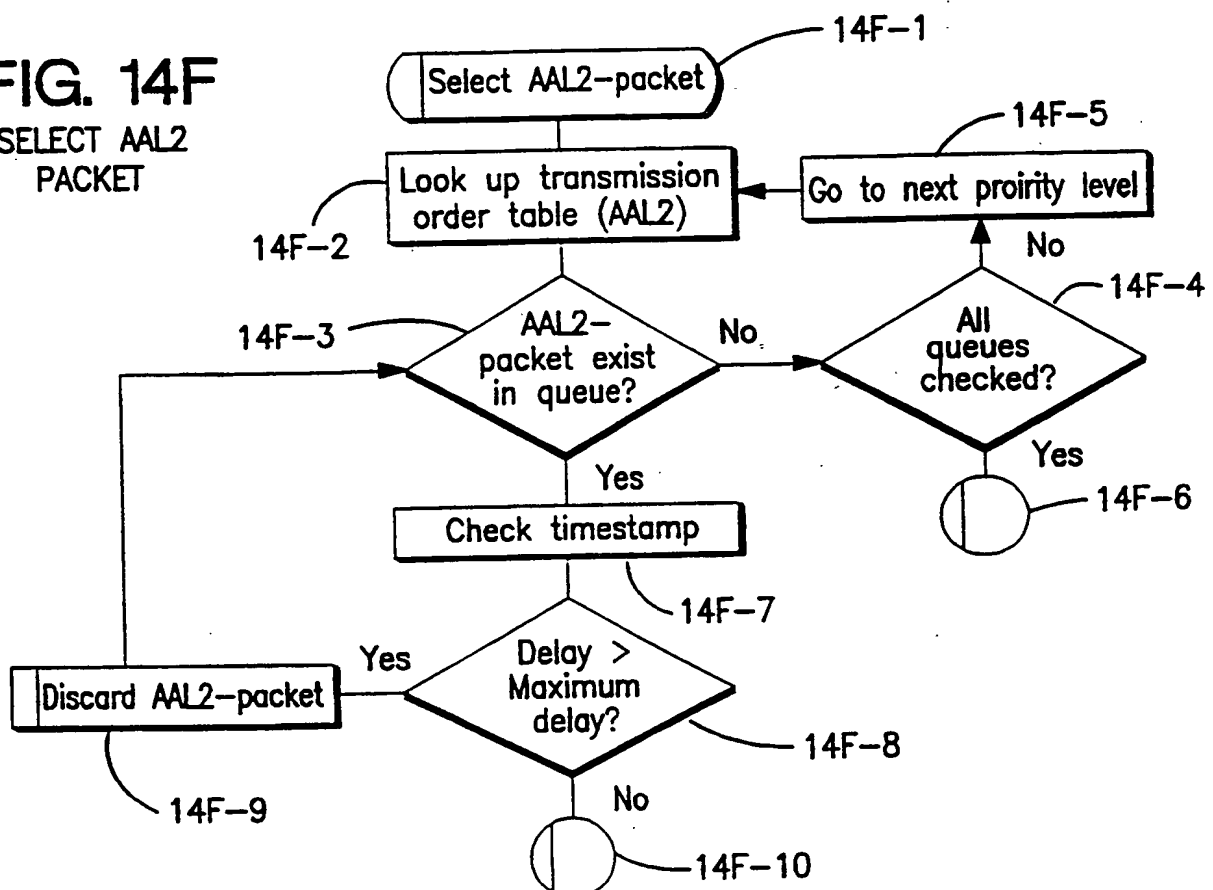 FIG. 14F
SELECT AAL2
PACKET
14F-1
Select AAL2-packet
14F-5
Look up transmission
order table (AAL2)
Go to next proirity level
14F-2
No
14F-4
14F-3
AAL2-
packet exist
in queue?
No
All
queues
checked?
Yes
Yes
14F-6
Check timestamp
14F-7
Yes
Delay >
Maximum
delay?
Discard AAL2-packet
14F-8
14F-9
No
14F-10